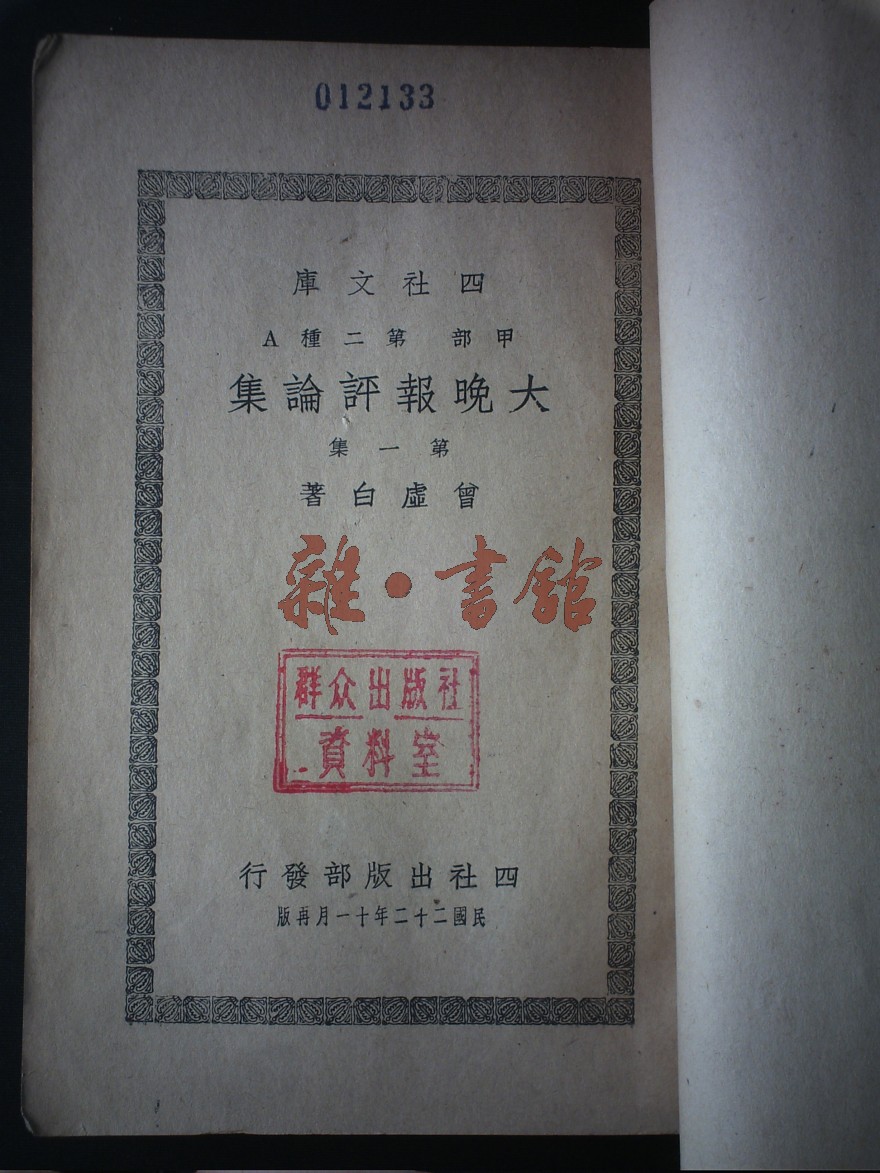 012133
四社文庫
甲部 第二種A
大晚報評論集
第一集
曾虛白著
雜·書館
群众出版社
資料室
四社出版部發行
民國二十二年十一月再版